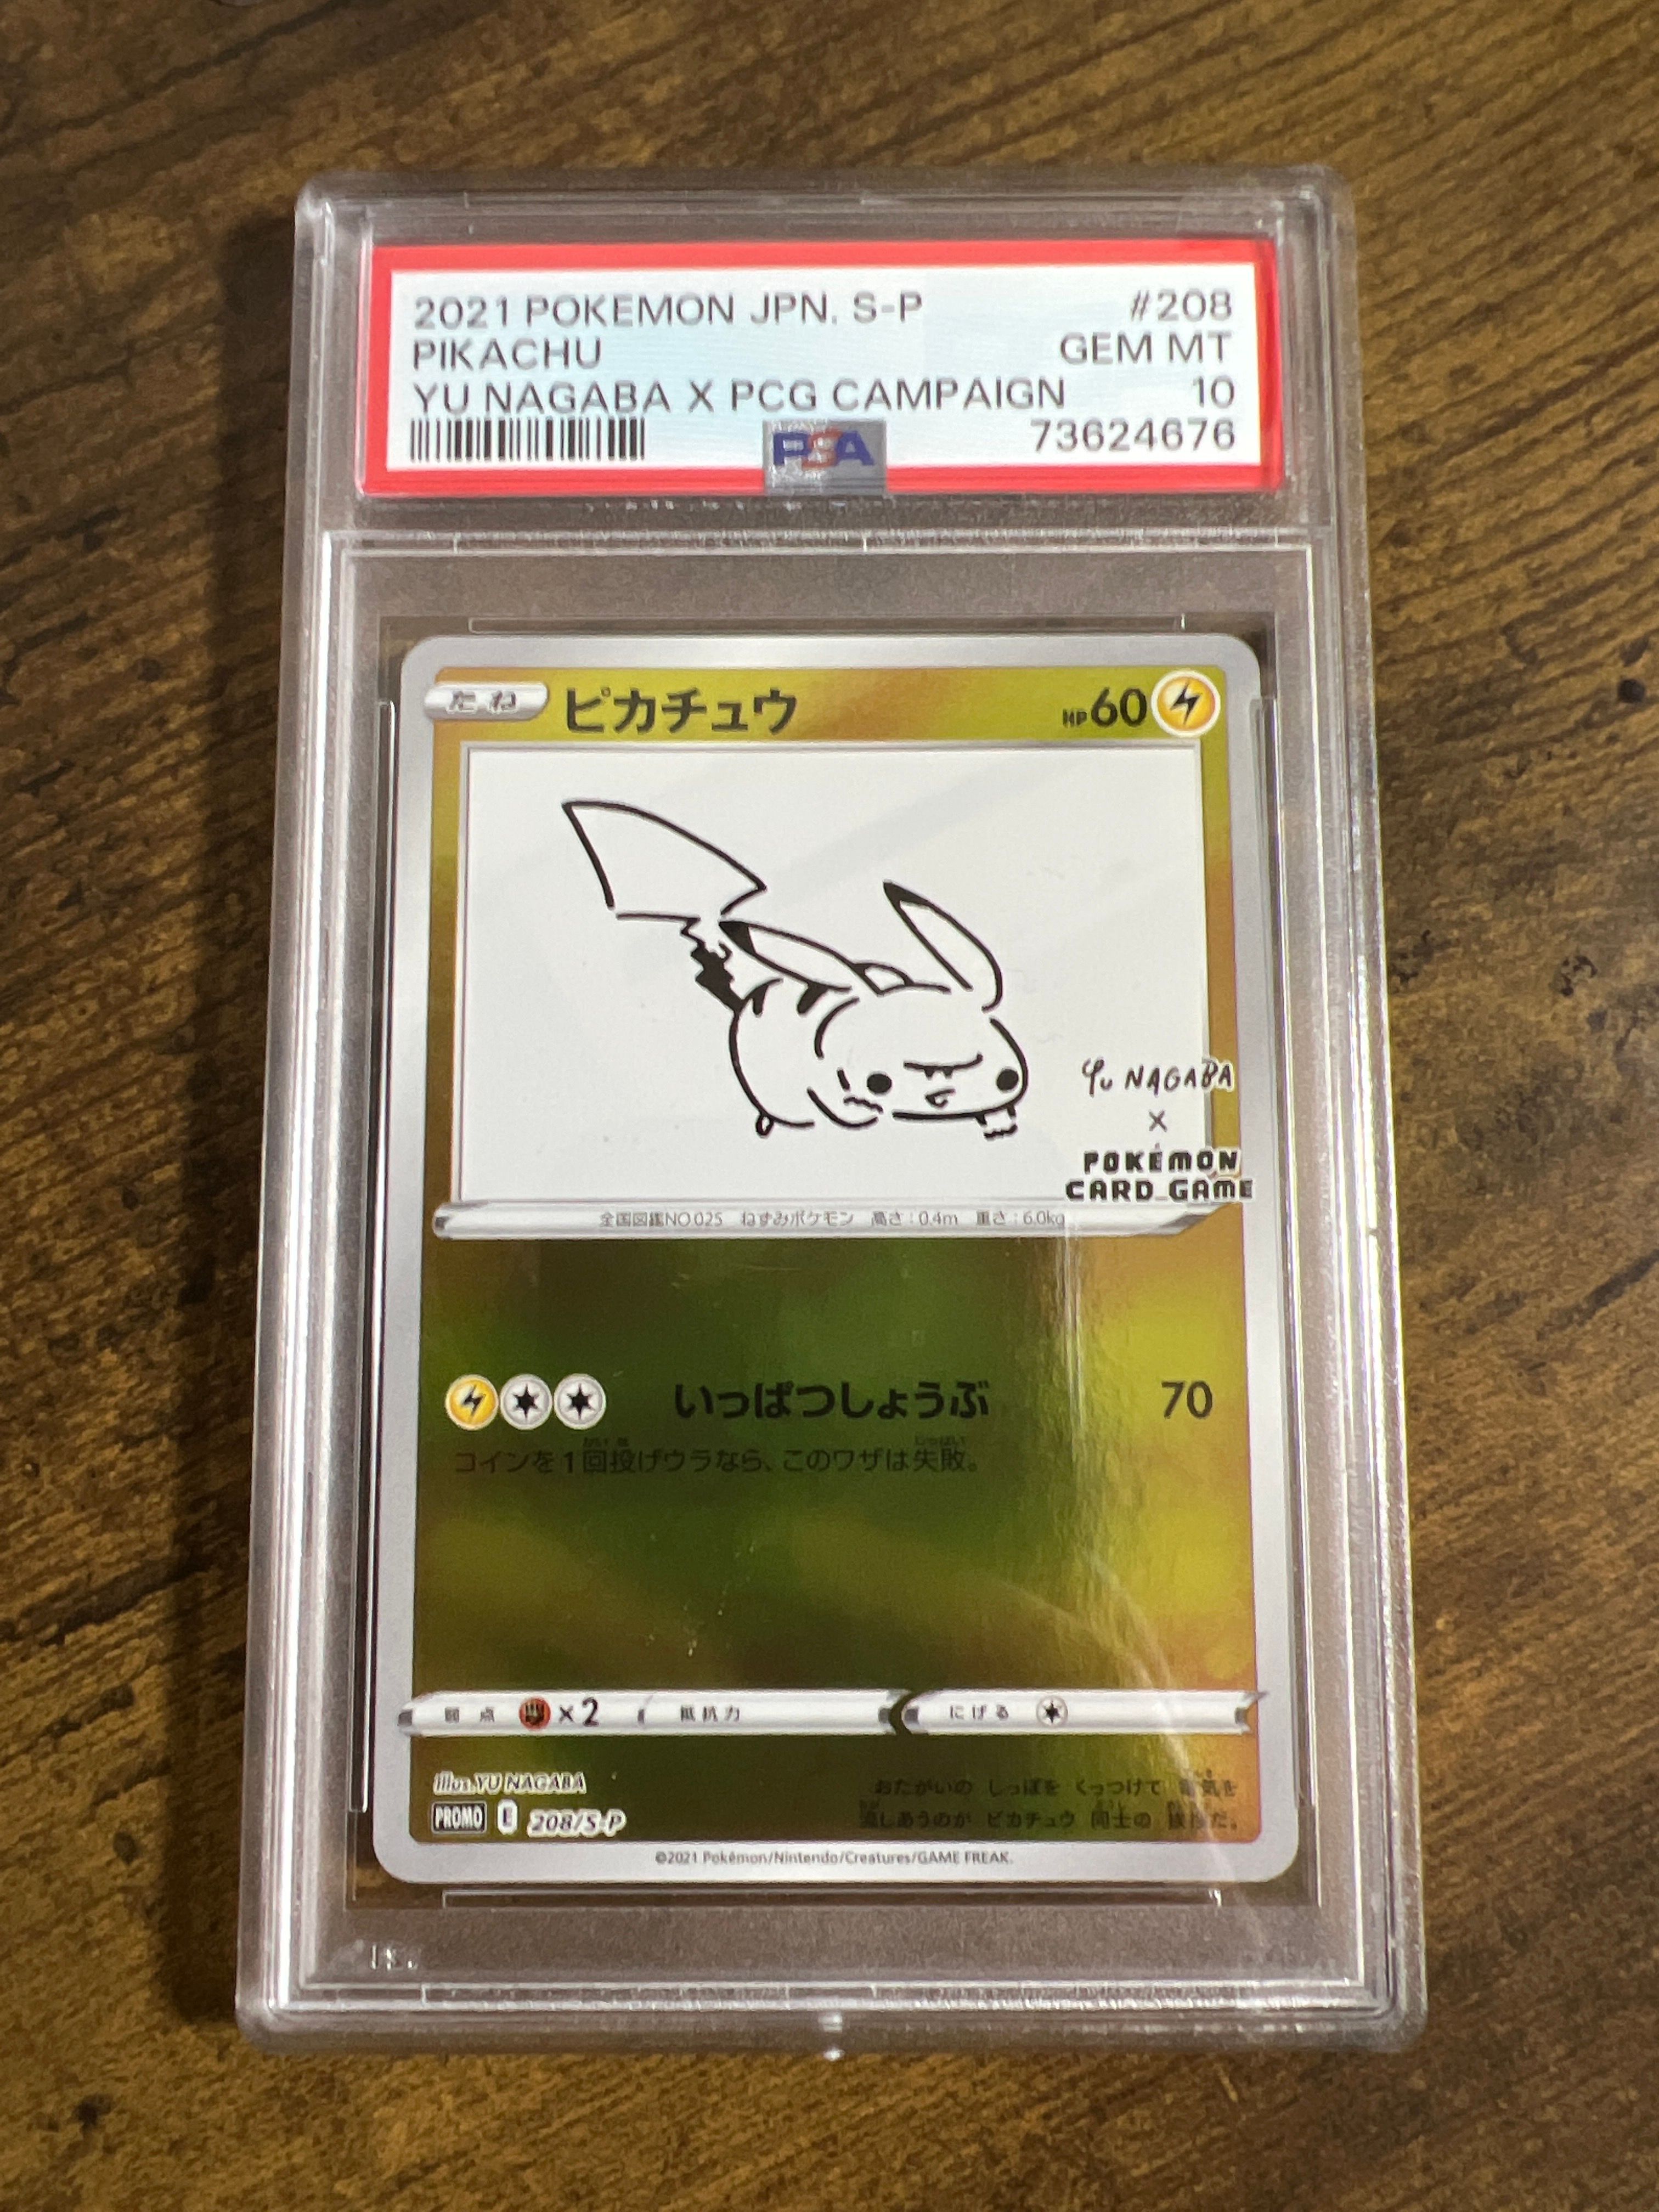 2021 POKEMON JPN. S-P #208
PIKACHU GEM MT
YU NAGABA X PCG CAMPAIGN 10
PSA 73624676
たね ピカチュウ HP60
Yu NAGABA
×
POKÉMON
CARD GAME
全国図鑑NO.025 ねずみポケモン 高さ:0.4m 重さ:6.0kg
いっぱつしょうぶ 70
コインを1回投げウラなら、このワザは失敗。
弱点 ×2 抵抗力 にげる
illus.YU NAGABA
おたがいの しっぽを くっつけて 電気を
PROMO E 208/S-P
流しあうのが ピカチュウ 同士の 挨拶だ。
©2021 Pokémon/Nintendo/Creatures/GAME FREAK.